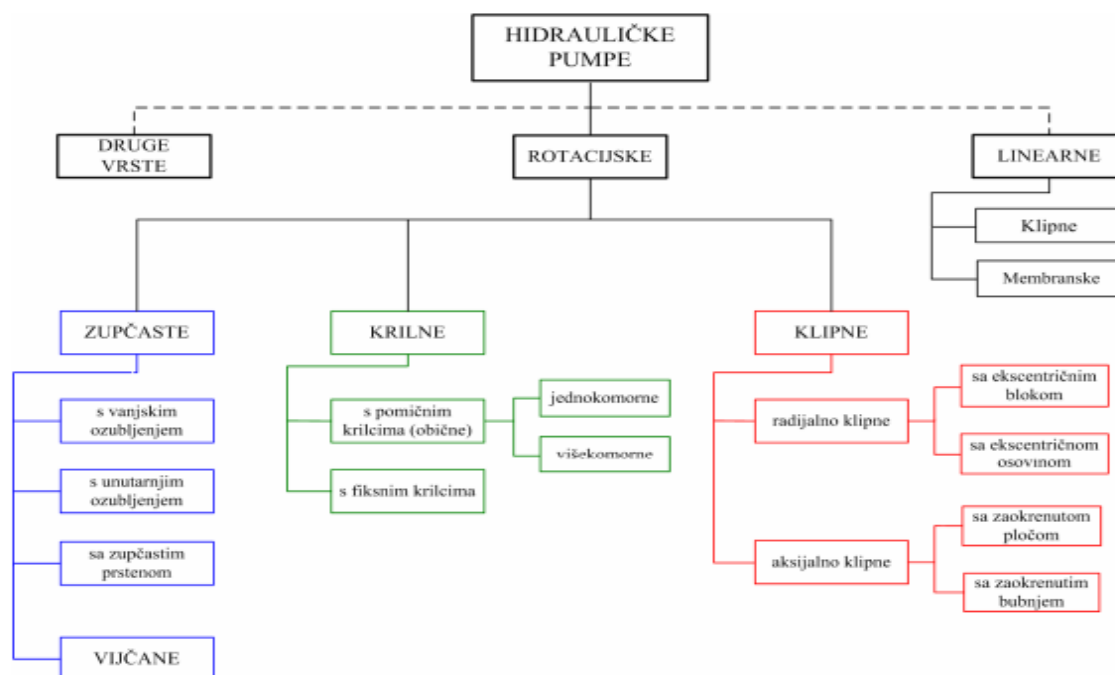 HIDRAULIČKE
PUMPE
DRUGE
VRSTE
ROTACIJSKE
LINEARNE
Klipne
Membranske
ZUPČASTE
s vanjskim
ozubljenjem
s unutarnjim
ozubljenjem
sa zupčastim
prstenom
VIJČANE
KRILNE
s pomičnim
krilcima (obične)
jednokomorne
višekomorne
s fiksnim krilcima
KLIPNE
radijalno klipne
sa ekscentričnim
blokom
sa ekscentričnom
osovinom
aksijalno klipne
sa zaokrenutom
pločom
sa zaokrenutim
bubnjem